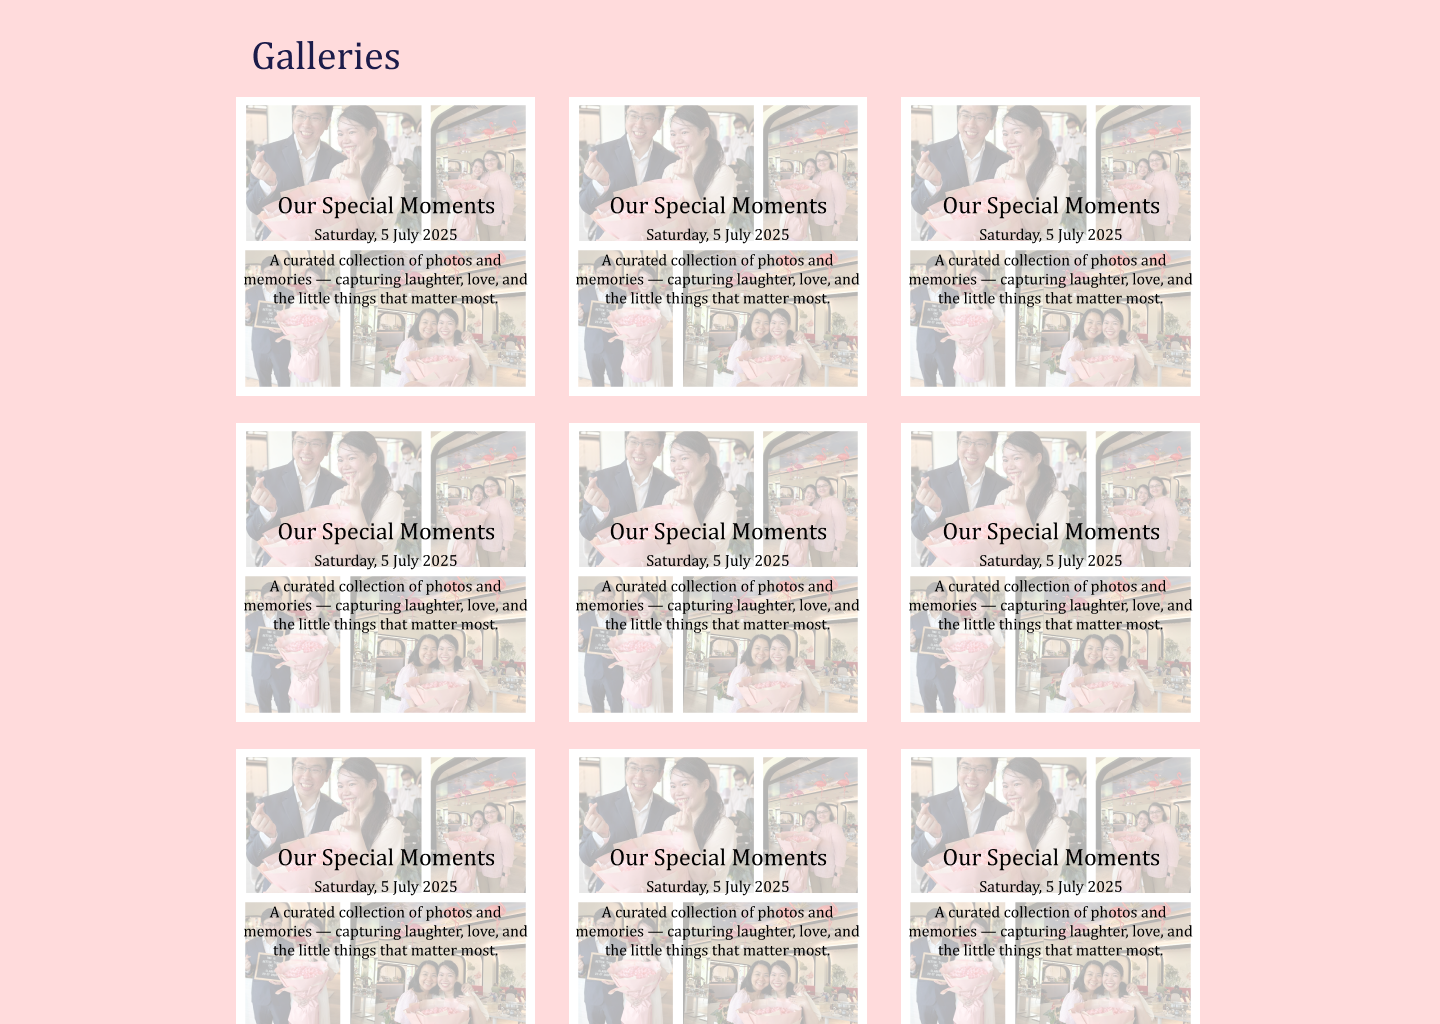 Galleries
Our Special Moments
Saturday, 5 July 2025
A curated collection of photos and
memories — capturing laughter, love, and
the little things that matter most.
Our Special Moments
Saturday, 5 July 2025
A curated collection of photos and
memories — capturing laughter, love, and
the little things that matter most.
Our Special Moments
Saturday, 5 July 2025
A curated collection of photos and
memories — capturing laughter, love, and
the little things that matter most.
Our Special Moments
Saturday, 5 July 2025
A curated collection of photos and
memories — capturing laughter, love, and
the little things that matter most.
Our Special Moments
Saturday, 5 July 2025
A curated collection of photos and
memories — capturing laughter, love, and
the little things that matter most.
Our Special Moments
Saturday, 5 July 2025
A curated collection of photos and
memories — capturing laughter, love, and
the little things that matter most.
Our Special Moments
Saturday, 5 July 2025
A curated collection of photos and
memories — capturing laughter, love, and
the little things that matter most.
Our Special Moments
Saturday, 5 July 2025
A curated collection of photos and
memories — capturing laughter, love, and
the little things that matter most.
Our Special Moments
Saturday, 5 July 2025
A curated collection of photos and
memories — capturing laughter, love, and
the little things that matter most.